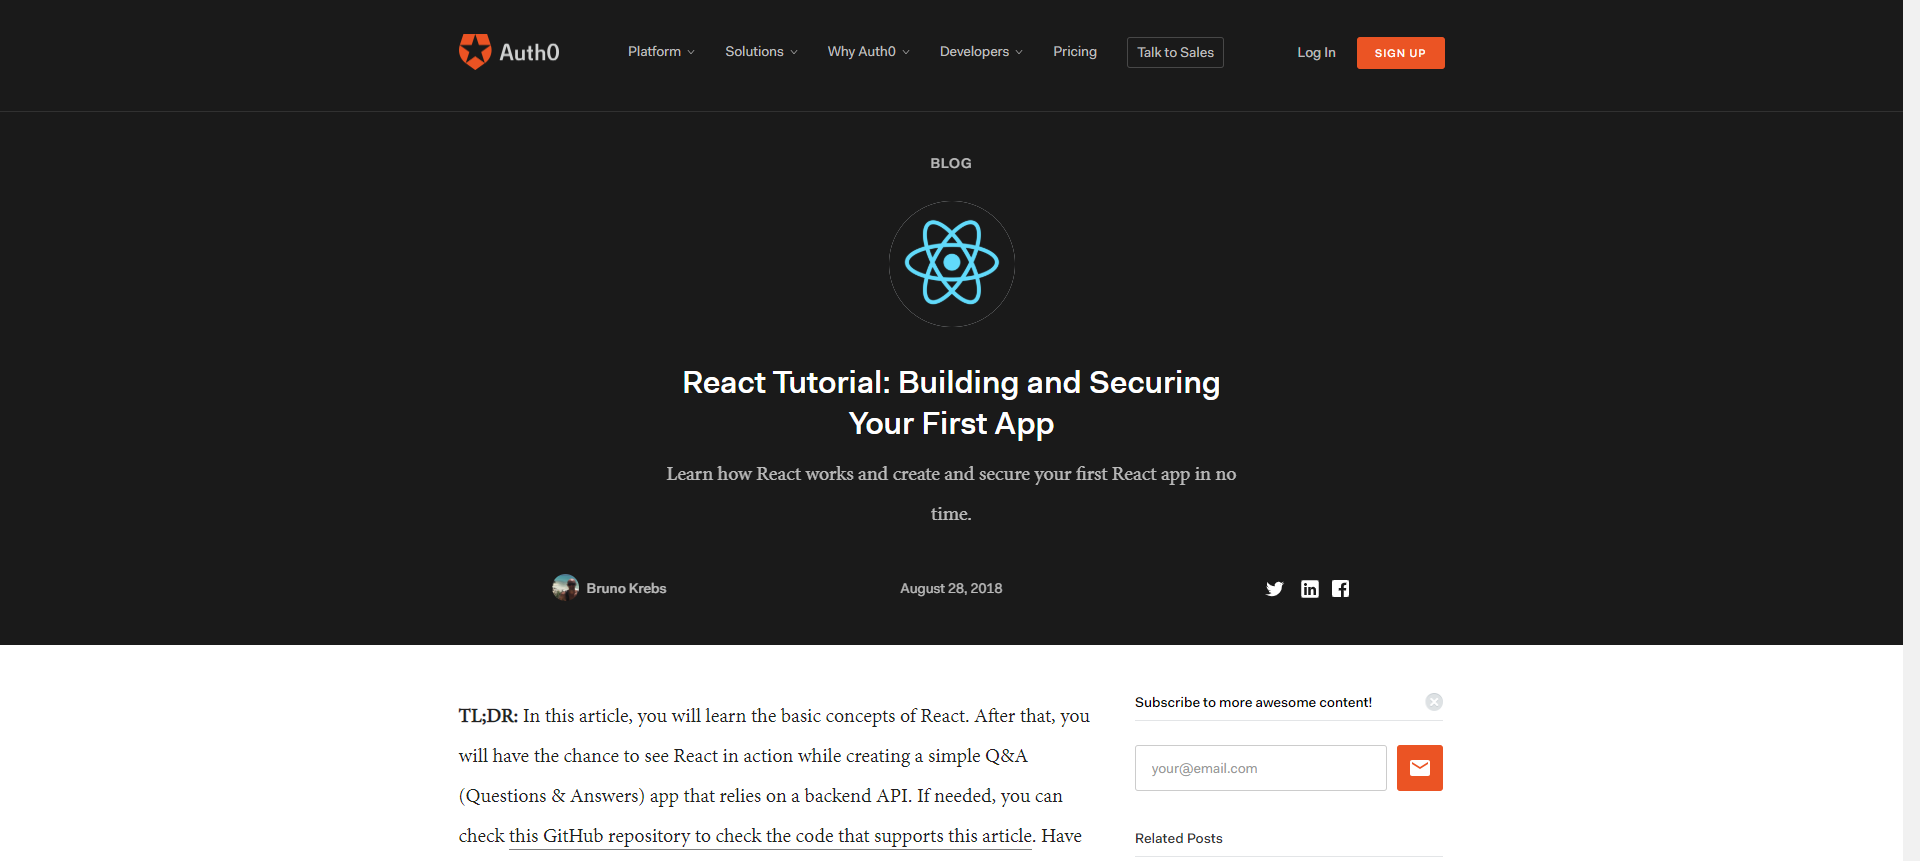 Auth0
Platform
Solutions
Why Auth0
Developers
Pricing
Talk to Sales
Log In
SIGN UP
BLOG
React Tutorial: Building and Securing
Your First App
Learn how React works and create and secure your first React app in no
time.
Bruno Krebs
August 28, 2018
TL;DR: In this article, you will learn the basic concepts of React. After that, you
will have the chance to see React in action while creating a simple Q&A
(Questions & Answers) app that relies on a backend API. If needed, you can
check this GitHub repository to check the code that supports this article. Have
Subscribe to more awesome content!
your@email.com
Related Posts